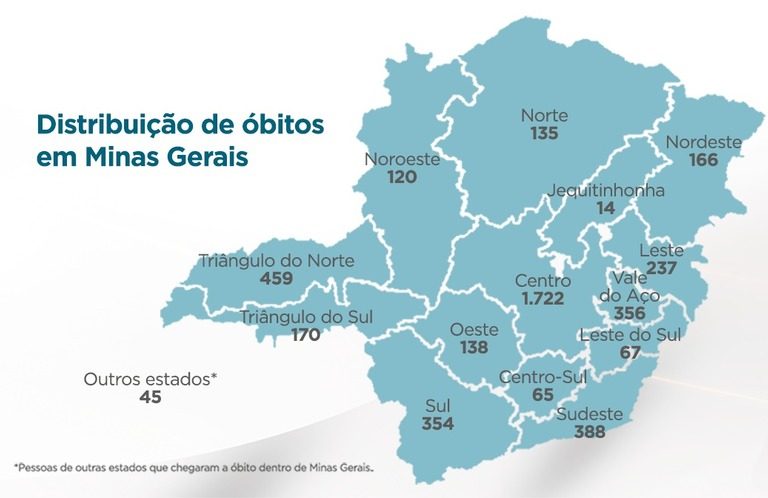 Distribuição de óbitos
em Minas Gerais
Norte
135
Nordeste
166
Noroeste
120
Jequitinhonha
14
Leste
237
Triângulo do Norte
459
Centro
1.722
Vale
do Aço
356
Triângulo do Sul
170
Oeste
138
Leste do Sul
67
Outros estados*
45
Centro-Sul
65
Sul
354
Sudeste
388
*Pessoas de outras estados que chegaram a óbito dentro de Minas Gerais..